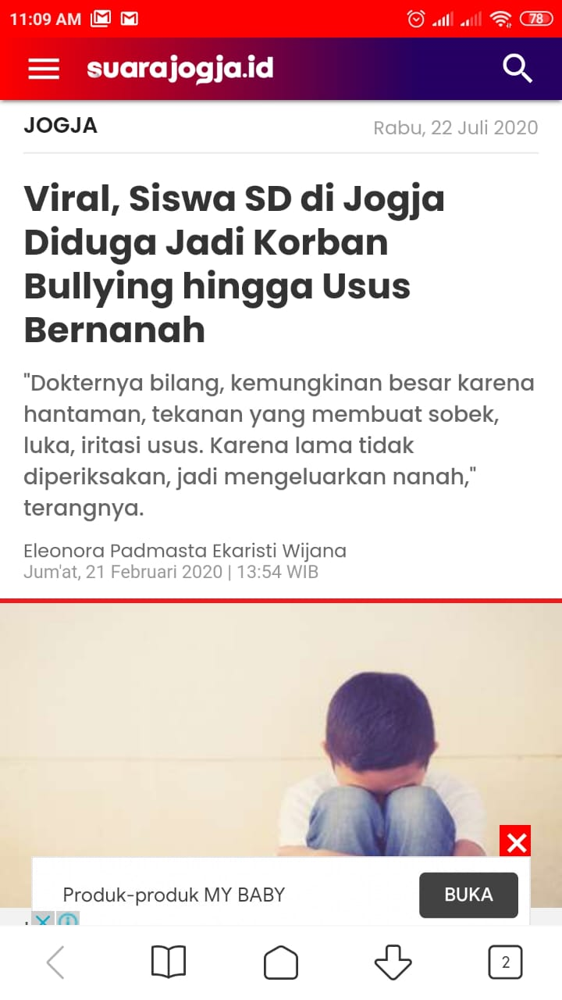 11:09 AM
78
suarajogja.id
JOGJA
Rabu, 22 Juli 2020
Viral, Siswa SD di Jogja
Diduga Jadi Korban
Bullying hingga Usus
Bernanah
"Dokternya bilang, kemungkinan besar karena
hantaman, tekanan yang membuat sobek,
luka, iritasi usus. Karena lama tidak
diperiksakan, jadi mengeluarkan nanah,"
terangnya.
Eleonora Padmasta Ekaristi Wijana
Jum'at, 21 Februari 2020 | 13:54 WIB
Produk-produk MY BABY
BUKA
2